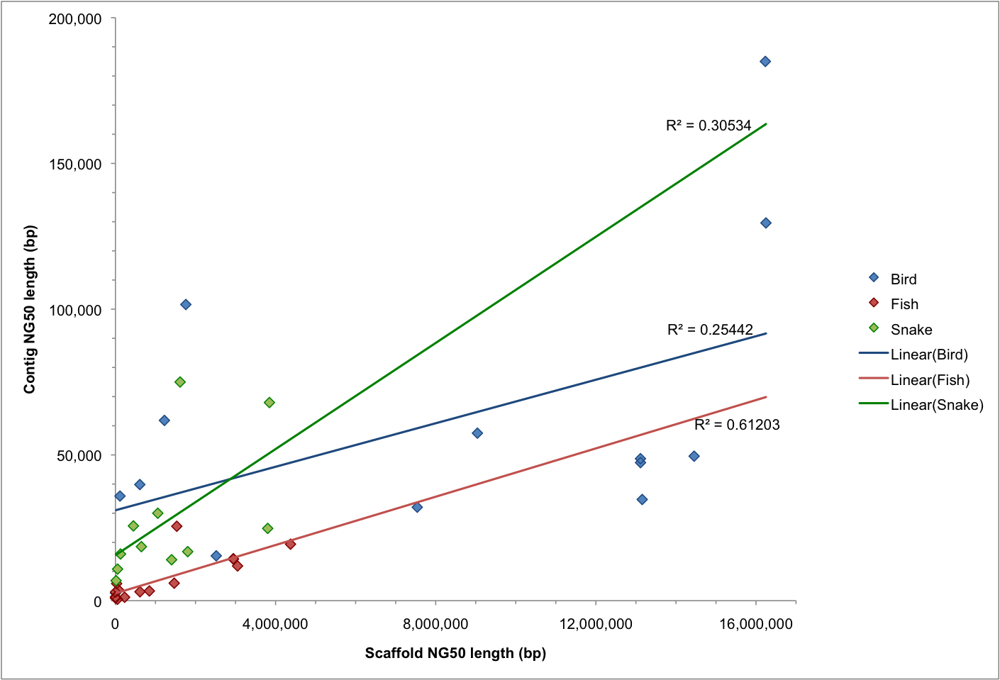 200,000
150,000
100,000
50,000
0
Contig NG50 length (bp)
R² = 0.30534
R² = 0.25442
R² = 0.61203
Bird
Fish
Snake
Linear(Bird)
Linear(Fish)
Linear(Snake)
0
4,000,000
8,000,000
12,000,000
16,000,000
Scaffold NG50 length (bp)